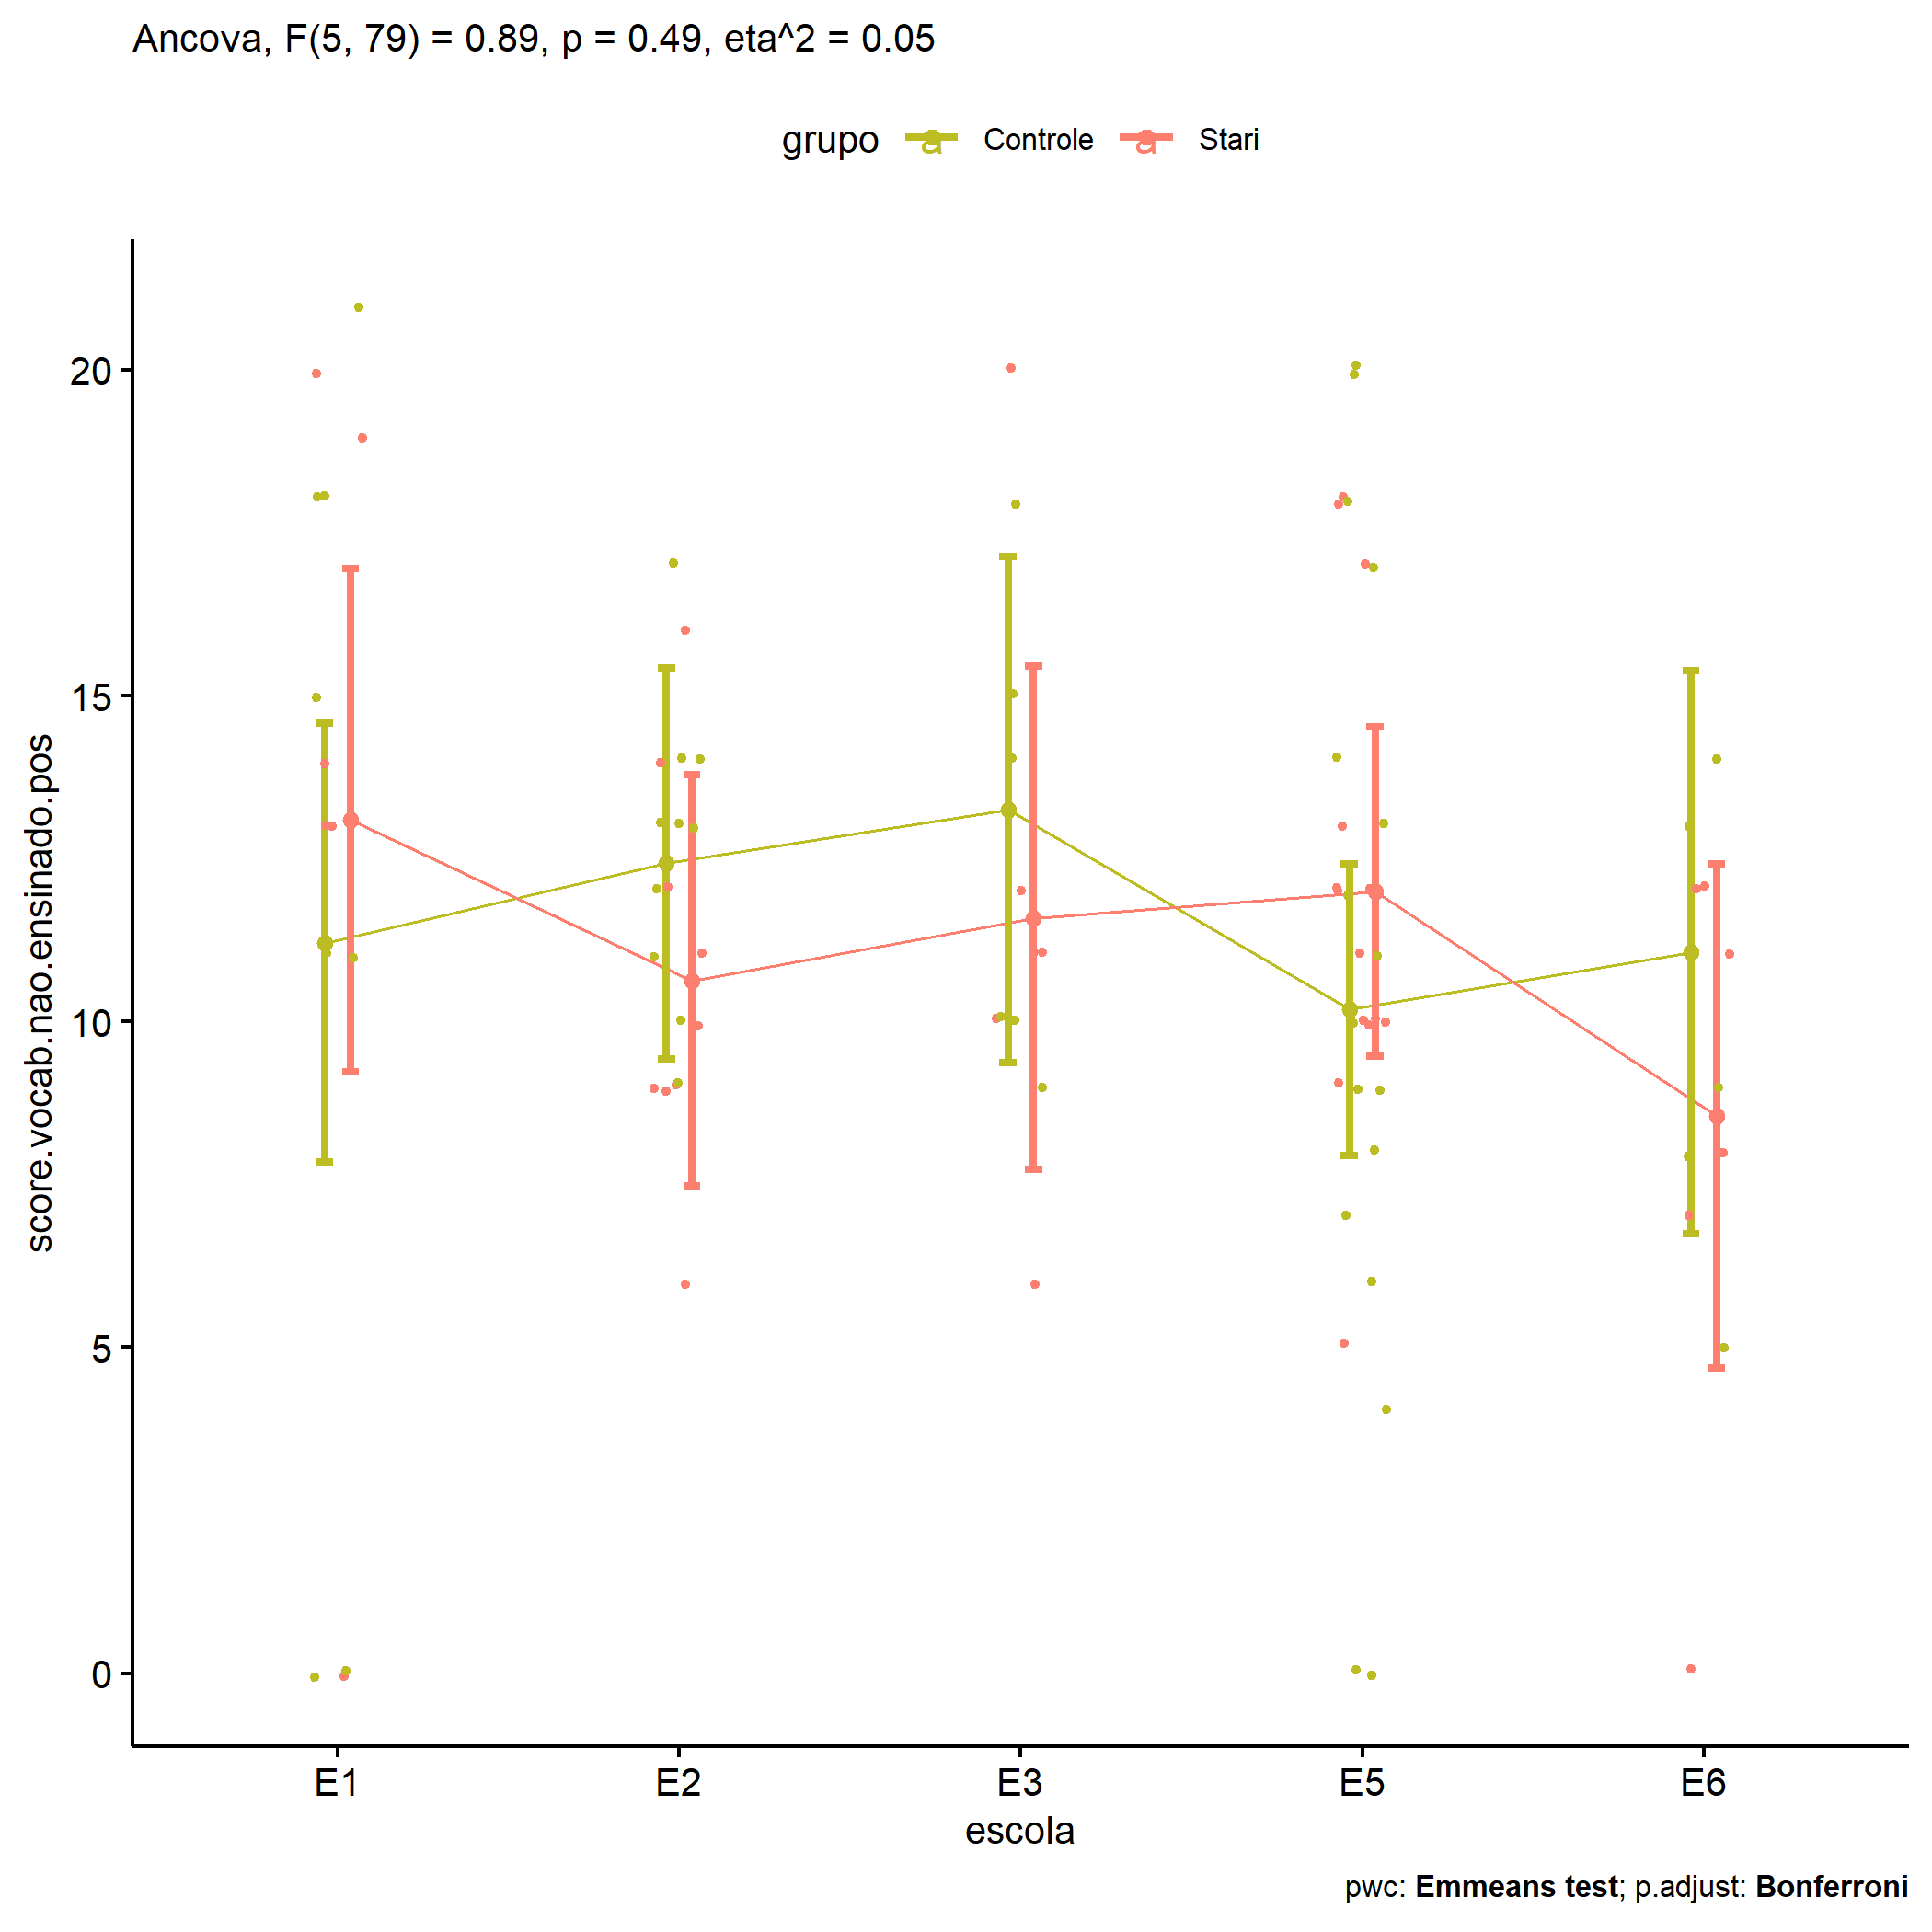 Ancova, F(5, 79) = 0.89, p = 0.49, eta^2 = 0.05
grupo a Controle a Stari
score.vocab.nao.ensinado.pos
20
15
10
5
0
E1 E2 E3 E5 E6
escola
pwc: Emmeans test; p.adjust: Bonferroni